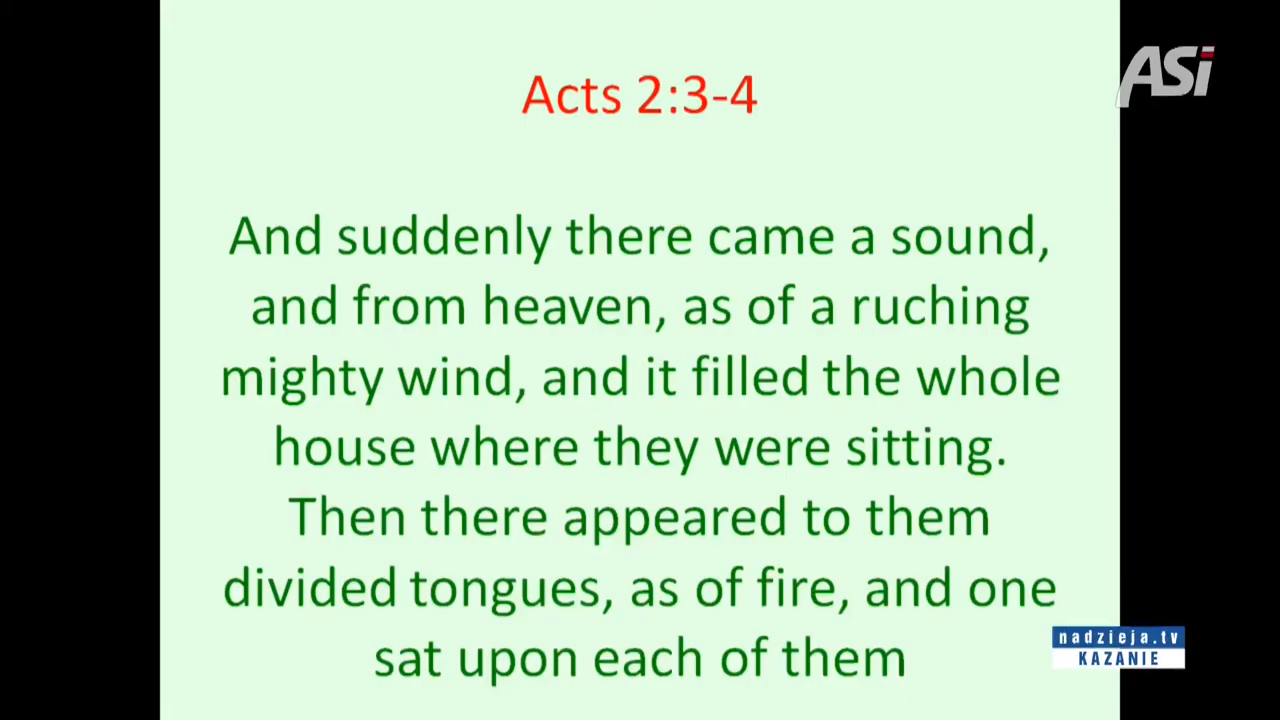 ASi
Acts 2:3-4
And suddenly there came a sound,
and from heaven, as of a ruching
mighty wind, and it filled the whole
house where they were sitting.
Then there appeared to them
divided tongues, as of fire, and one
sat upon each of them
nadzieja.tv
KAZANIE